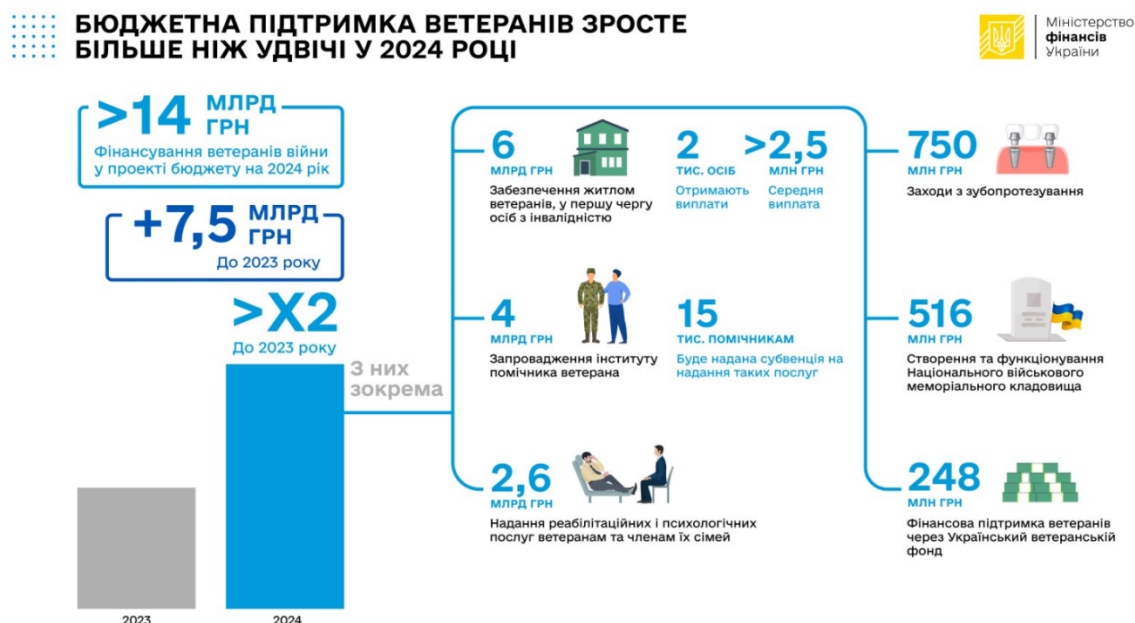 БЮДЖЕТНА ПІДТРИМКА ВЕТЕРАНІВ ЗРОСТЕ
БІЛЬШЕ НІЖ УДВІЧІ У 2024 РОЦІ
Міністерство
фінансів
України
>14 МЛРД
ГРН
Фінансування ветеранів війни
у проекті бюджету на 2024 рік
+7,5 МЛРД
ГРН
До 2023 року
>Х2
До 2023 року
2023
2024
З них
зокрема
6
МЛРД ГРН
Забезпечення житлом
ветеранів, у першу чергу
осіб з інвалідністю
2
ТИС. ОСІБ
Отримають
виплати
>2,5
МЛН ГРН
Середня
виплата
4
МЛРД ГРН
Запровадження інституту
помічника ветерана
15
ТИС. ПОМІЧНИКАМ
Буде надана субвенція на
надання таких послуг
2,6
МЛРД ГРН
Надання реабілітаційних і психологічних
послуг ветеранам та членам їх сімей
750
МЛН ГРН
Заходи з зубопротезування
516
МЛН ГРН
Створення та функціонування
Національного військового
меморіального кладовища
248
МЛН ГРН
Фінансова підтримка ветеранів
через Український ветеранській
фонд